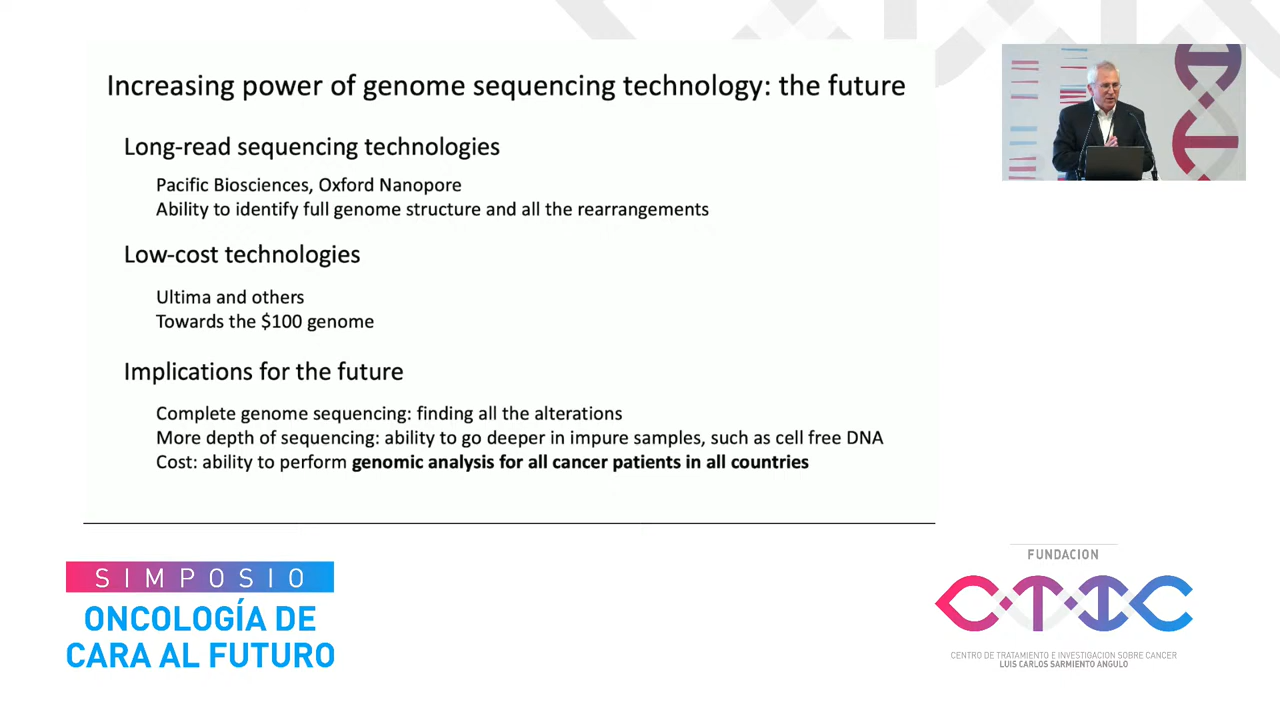 Increasing power of genome sequencing technology: the future
Long-read sequencing technologies
Pacific Biosciences, Oxford Nanopore
Ability to identify full genome structure and all the rearrangements
Low-cost technologies
Ultima and others
Towards the $100 genome
Implications for the future
Complete genome sequencing: finding all the alterations
More depth of sequencing: ability to go deeper in impure samples, such as cell free DNA
Cost: ability to perform genomic analysis for all cancer patients in all countries
SIMPOSIO
ONCOLOGÍA DE
CARA AL FUTURO
FUNDACION
CTIC
CENTRO DE TRATAMIENTO E INVESTIGACION SOBRE CANCER
LUIS CARLOS SARMIENTO ANGULO